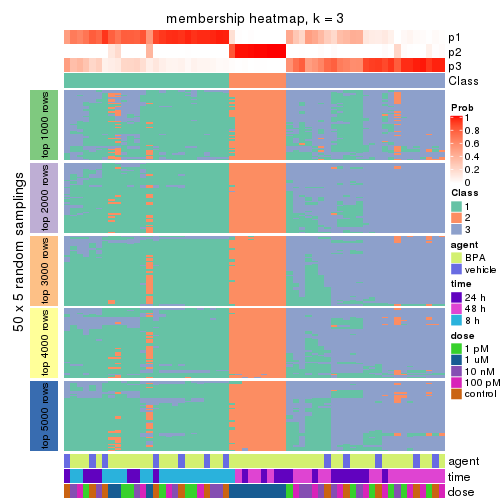 membership heatmap, k = 3
p1
p2
p3
Class
50 x 5 random samplings
top 1000 rows
top 2000 rows
top 3000 rows
top 4000 rows
top 5000 rows
agent
time
dose
Prob
1
0.8
0.6
0.4
0.2
0
Class
1
2
3
agent
BPA
vehicle
time
24 h
48 h
8 h
dose
1 pM
1 uM
10 nM
100 pM
control